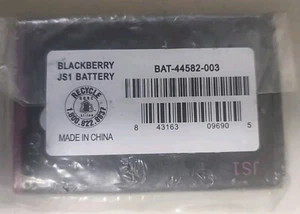 BLACKBERRY
JS1 BATTERY
BAT-44582-003
RECYCLE
1.800.822.8837
MADE IN CHINA
8 43163 09690 5
JS1